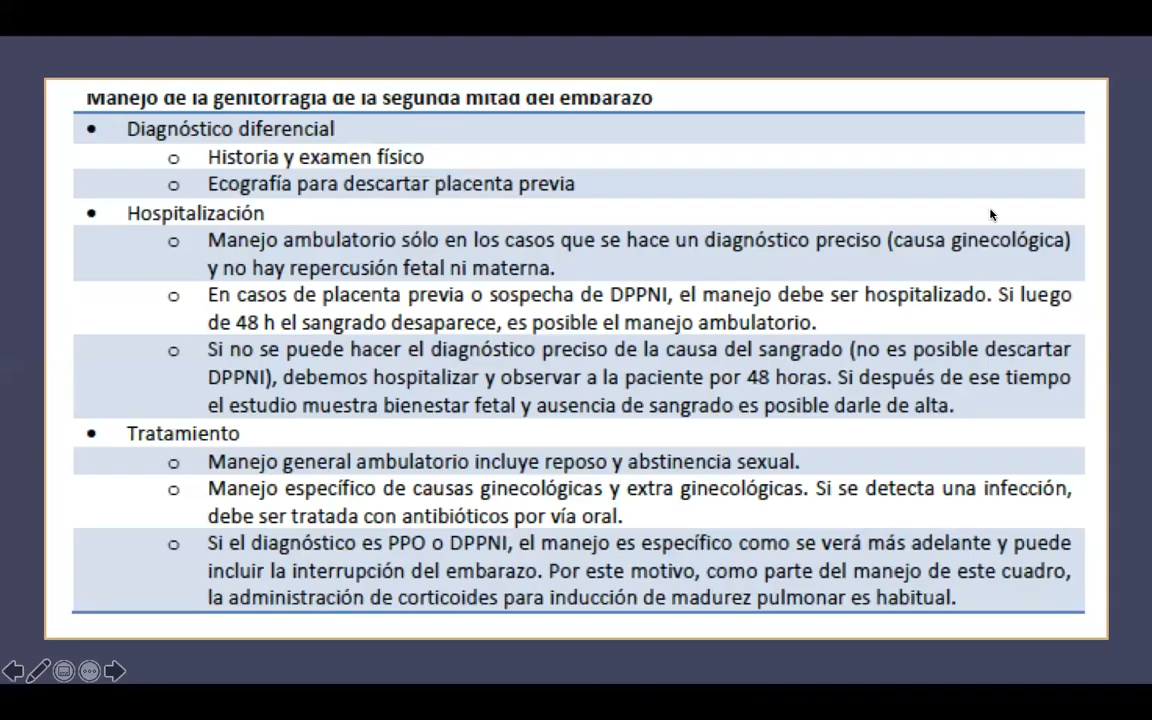 Manejo de la genitorragia de la segunda mitad del embarazo
• Diagnóstico diferencial
o Historia y examen físico
o Ecografía para descartar placenta previa
• Hospitalización
o Manejo ambulatorio sólo en los casos que se hace un diagnóstico preciso (causa ginecológica)
y no hay repercusión fetal ni materna.
o En casos de placenta previa o sospecha de DPPNI, el manejo debe ser hospitalizado. Si luego
de 48 h el sangrado desaparece, es posible el manejo ambulatorio.
o Si no se puede hacer el diagnóstico preciso de la causa del sangrado (no es posible descartar
DPPNI), debemos hospitalizar y observar a la paciente por 48 horas. Si después de ese tiempo
el estudio muestra bienestar fetal y ausencia de sangrado es posible darle de alta.
• Tratamiento
o Manejo general ambulatorio incluye reposo y abstinencia sexual.
o Manejo específico de causas ginecológicas y extra ginecológicas. Si se detecta una infección,
debe ser tratada con antibióticos por vía oral.
o Si el diagnóstico es PPO o DPPNI, el manejo es específico como se verá más adelante y puede
incluir la interrupción del embarazo. Por este motivo, como parte del manejo de este cuadro,
la administración de corticoides para inducción de madurez pulmonar es habitual.